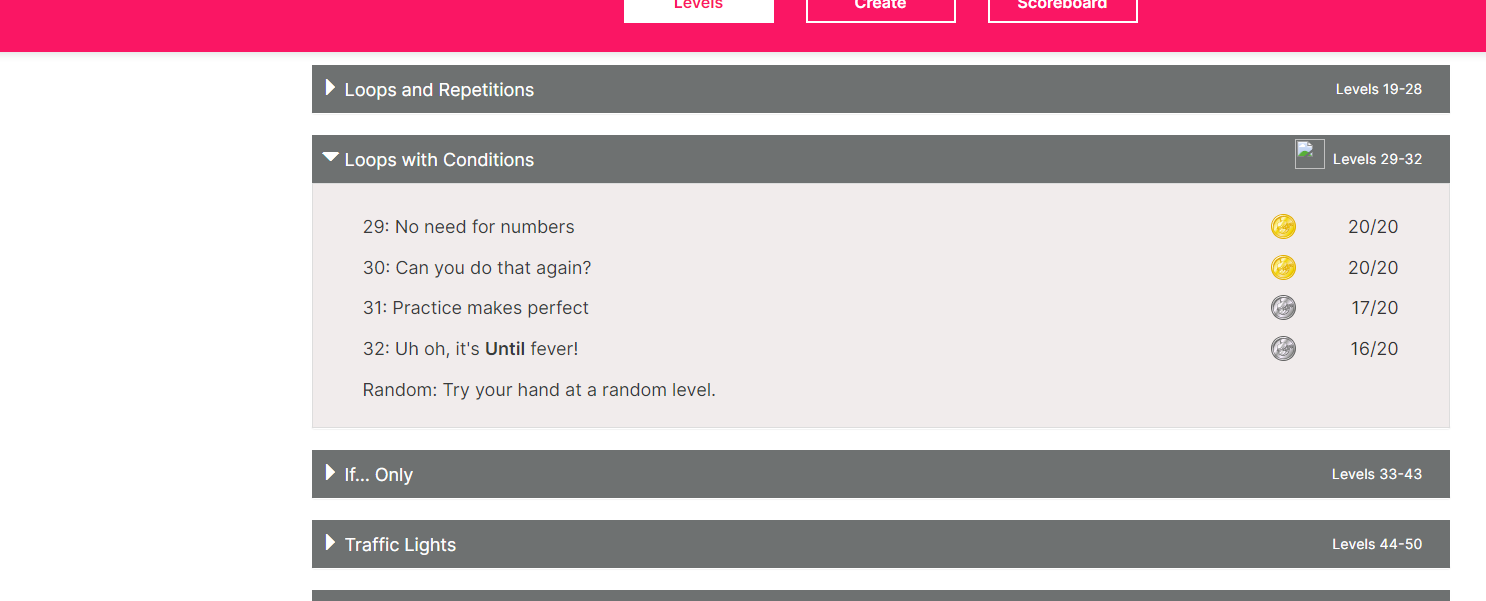 Levels Create Scoreboard
Loops and Repetitions Levels 19-28
Loops with Conditions Levels 29-32
29: No need for numbers 20/20
30: Can you do that again? 20/20
31: Practice makes perfect 17/20
32: Uh oh, it's Until fever! 16/20
Random: Try your hand at a random level.
If... Only Levels 33-43
Traffic Lights Levels 44-50